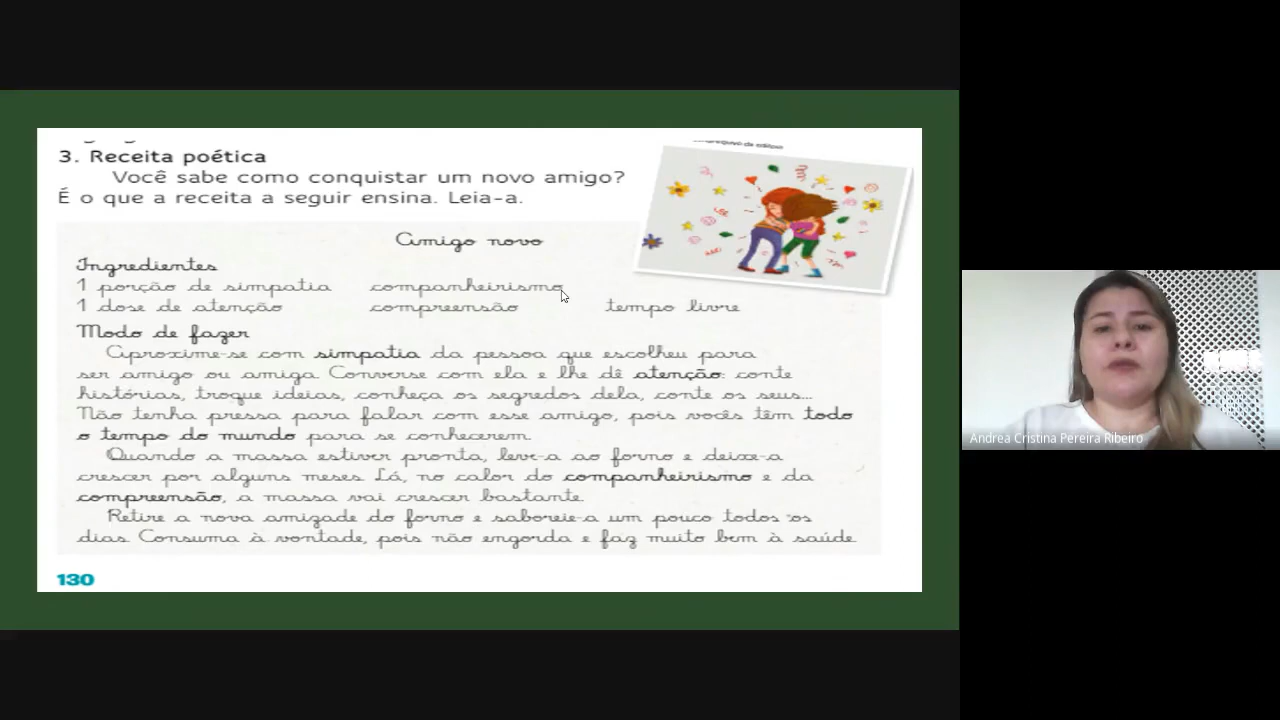 3. Receita poética
Você sabe como conquistar um novo amigo?
É o que a receita a seguir ensina. Leia-a.
Amigo novo
Ingredientes
1 porção de simpatia companheirismo
1 dose de atenção compreensão tempo livre
Modo de fazer
Aproxime-se com simpatia da pessoa que escolheu para
ser amigo ou amiga. Converse com ela e lhe dê atenção: conte
histórias, troque ideias, conheça os segredos dela, conte os seus...
Não tenha pressa para falar com esse amigo, pois vocês têm todo
o tempo do mundo para se conhecerem.
Quando a massa estiver pronta, leve-a ao forno e deixe-a
crescer por alguns meses. Lá, no calor do companheirismo e da
compreensão, a massa vai crescer bastante.
Retire a nova amizade do forno e saboreie-a um pouco todos os
dias. Consuma à vontade, pois não engorda e faz muito bem à saúde.
130
Andrea Cristina Pereira Ribeiro